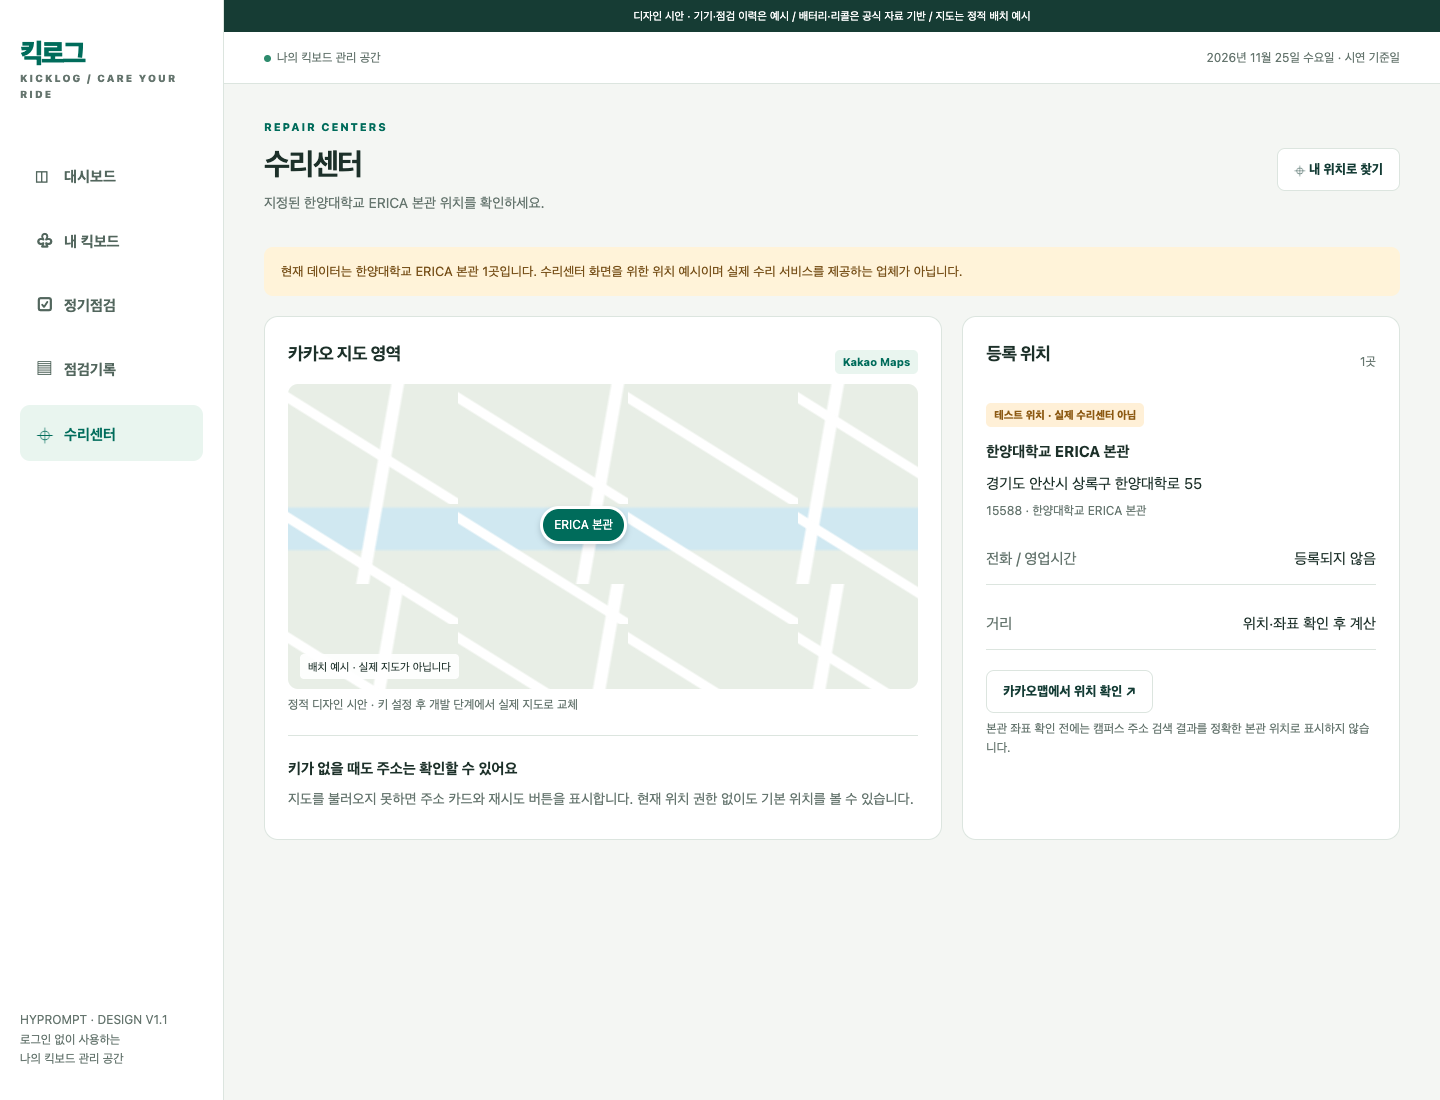 디자인 시안 · 기기·점검 이력은 예시 / 배터리·리콜은 공식 자료 기반 / 지도는 정적 배치 예시
킥로그
KICKLOG / CARE YOUR
RIDE
대시보드
내 킥보드
정기점검
점검기록
수리센터
HYPROMPT · DESIGN V1.1
로그인 없이 사용하는
나의 킥보드 관리 공간
나의 킥보드 관리 공간
2026년 11월 25일 수요일 · 시연 기준일
REPAIR CENTERS
수리센터
지정된 한양대학교 ERICA 본관 위치를 확인하세요.
내 위치로 찾기
현재 데이터는 한양대학교 ERICA 본관 1곳입니다. 수리센터 화면을 위한 위치 예시이며 실제 수리 서비스를 제공하는 업체가 아닙니다.
카카오 지도 영역
Kakao Maps
ERICA 본관
배치 예시 · 실제 지도가 아닙니다
정적 디자인 시안 · 키 설정 후 개발 단계에서 실제 지도로 교체
키가 없을 때도 주소는 확인할 수 있어요
지도를 불러오지 못하면 주소 카드와 재시도 버튼을 표시합니다. 현재 위치 권한 없이도 기본 위치를 볼 수 있습니다.
등록 위치
1곳
테스트 위치 · 실제 수리센터 아님
한양대학교 ERICA 본관
경기도 안산시 상록구 한양대학로 55
15588 · 한양대학교 ERICA 본관
전화 / 영업시간
등록되지 않음
거리
위치·좌표 확인 후 계산
카카오맵에서 위치 확인 ↗
본관 좌표 확인 전에는 캠퍼스 주소 검색 결과를 정확한 본관 위치로 표시하지 않습
니다.